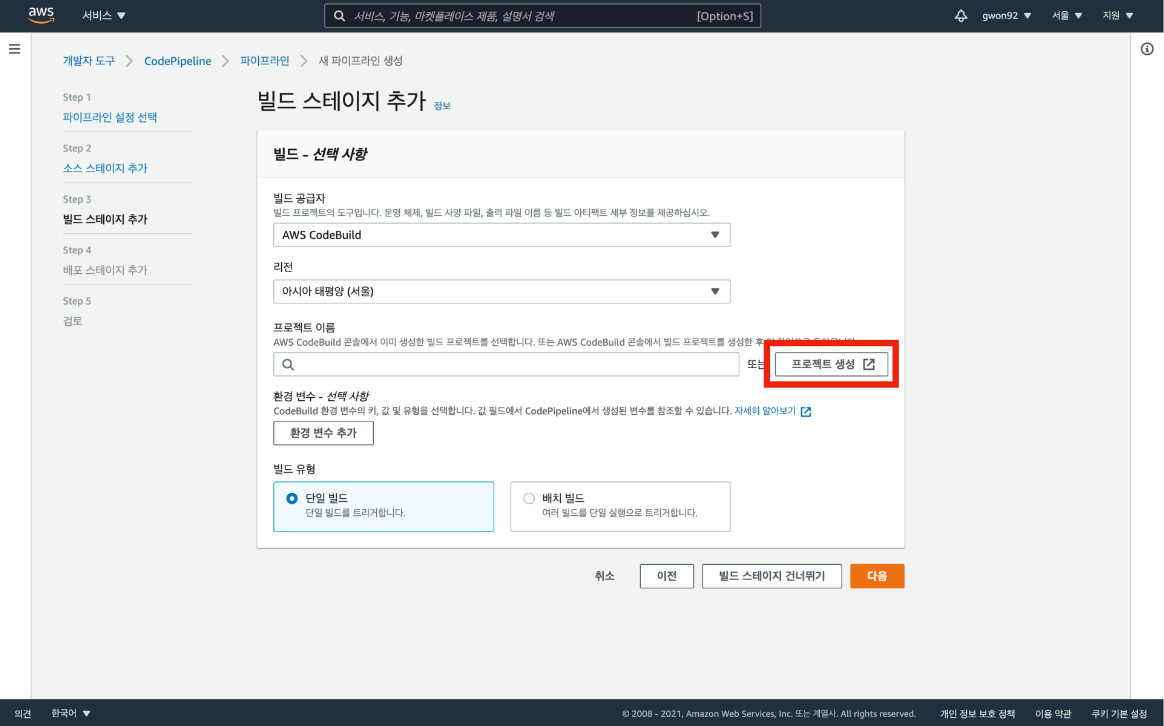 aws 서비스 ▼ 서비스, 기능, 마켓플레이스 제품, 설명서 검색 [Option+S] gwon92 ▼ 서울 ▼ 지원 ▼
개발자 도구 > CodePipeline > 파이프라인 > 새 파이프라인 생성
Step 1
파이프라인 설정 선택
Step 2
소스 스테이지 추가
Step 3
빌드 스테이지 추가
Step 4
배포 스테이지 추가
Step 5
검토
빌드 스테이지 추가 정보
빌드 - 선택 사항
빌드 공급자
빌드 프로젝트의 도구입니다. 운영 체제, 빌드 사양 파일, 출력 파일 이름 등 빌드 아티팩트 세부 정보를 제공하십시오.
AWS CodeBuild
리전
아시아 태평양 (서울)
프로젝트 이름
AWS CodeBuild 콘솔에서 이미 생성한 빌드 프로젝트를 선택합니다. 또는 AWS CodeBuild 콘솔에서 빌드 프로젝트를 생성한 후
또는 프로젝트 생성
환경 변수 - 선택 사항
CodeBuild 환경 변수의 키, 값 및 유형을 선택합니다. 값 필드에서 CodePipeline에서 생성된 변수를 참조할 수 있습니다. 자세히 알아보기
환경 변수 추가
빌드 유형
단일 빌드
단일 빌드를 트리거합니다.
배치 빌드
여러 빌드를 단일 실행으로 트리거합니다.
취소 이전 빌드 스테이지 건너뛰기 다음
의견 한국어 ▼ © 2008 - 2021, Amazon Web Services, Inc. 또는 계열사. All rights reserved. 개인 정보 보호 정책 이용 약관 쿠키 기본 설정